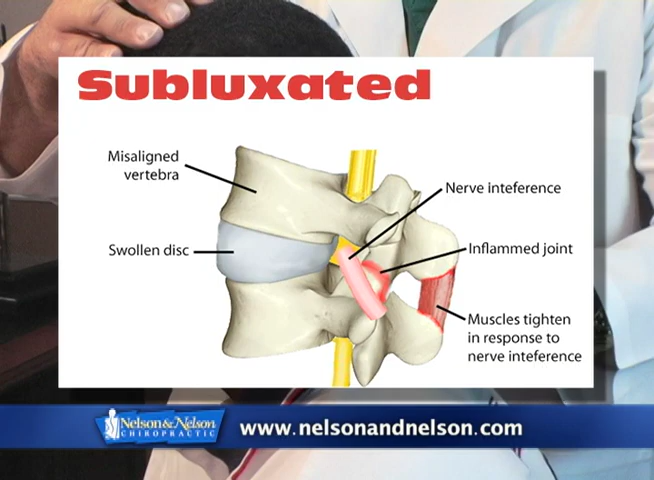 Subluxated
Misaligned
vertebra
Nerve inteference
Swollen disc
Inflammed joint
Muscles tighten
in response to
nerve inteference
Nelson & Nelson
CHIROPRACTIC
www.nelsonandnelson.com